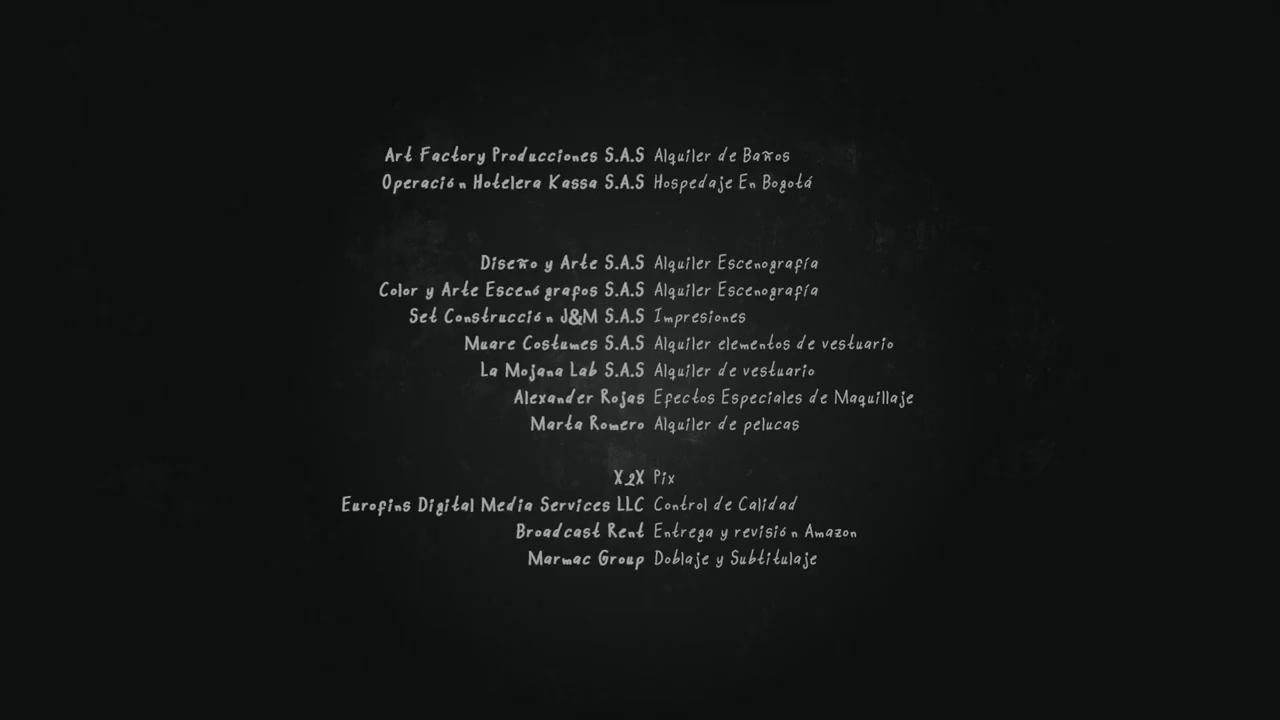 Art Factory Producciones S.A.S Alquiler de Baños
Operación Hotelera Kassa S.A.S Hospedaje En Bogotá
Diseño y Arte S.A.S Alquiler Escenografía
Color y Arte Escenógrafos S.A.S Alquiler Escenografía
Set Construcción J&M S.A.S Impresiones
Muare Costumes S.A.S Alquiler elementos de vestuario
La Mojana Lab S.A.S Alquiler de vestuario
Alexander Rojas Efectos Especiales de Maquillaje
Marta Romero Alquiler de pelucas
X2X Pix
Eurofins Digital Media Services LLC Control de Calidad
Broadcast Rent Entrega y revisión Amazon
Marmac Group Doblaje y Subtitulaje